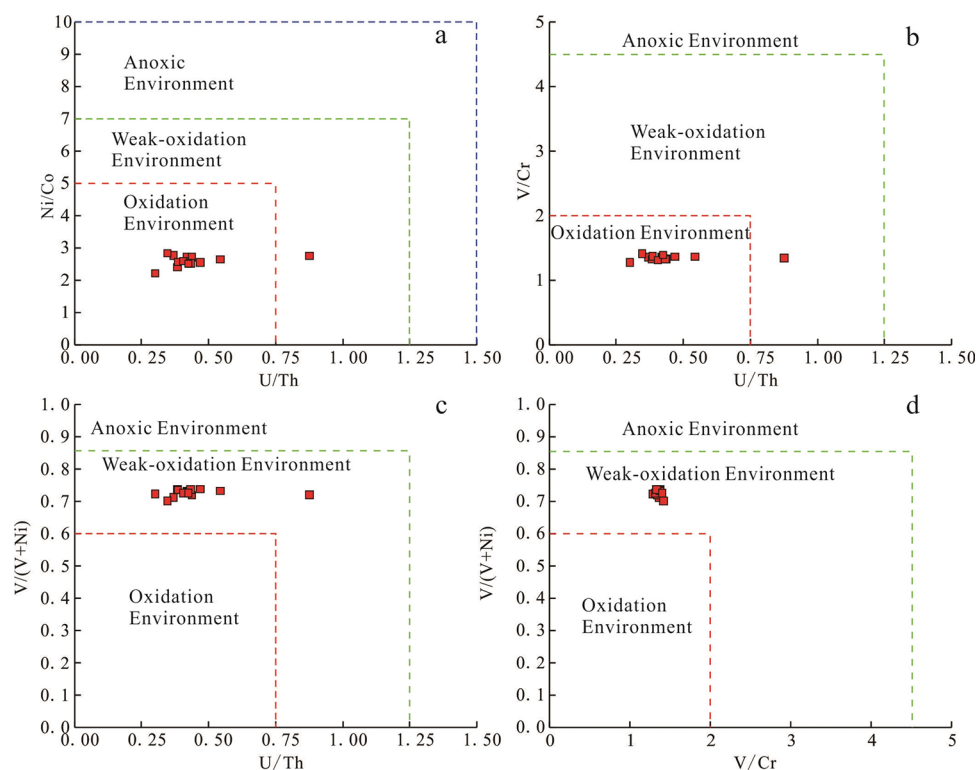 a
10
9
8
7
6
5
4
3
2
1
0
Ni/Co
Anoxic
Environment
Weak-oxidation
Environment
Oxidation
Environment
0.00
0.25
0.50
0.75
1.00
1.25
1.50
U/Th
b
5
4
3
2
1
0
V/Cr
Anoxic Environment
Weak-oxidation
Environment
Oxidation Environment
0.00
0.25
0.50
0.75
1.00
1.25
1.50
U/Th
c
1.0
0.9
0.8
0.7
0.6
0.5
0.4
0.3
0.2
0.1
0.0
V/(V+Ni)
Anoxic Environment
Weak-oxidation Environment
Oxidation
Environment
0.00
0.25
0.50
0.75
1.00
1.25
1.50
U/Th
d
1.0
0.9
0.8
0.7
0.6
0.5
0.4
0.3
0.2
0.1
0.0
V/(V+Ni)
Anoxic Environment
Weak-oxidation Environment
Oxidation
Environment
0
1
2
3
4
5
V/Cr